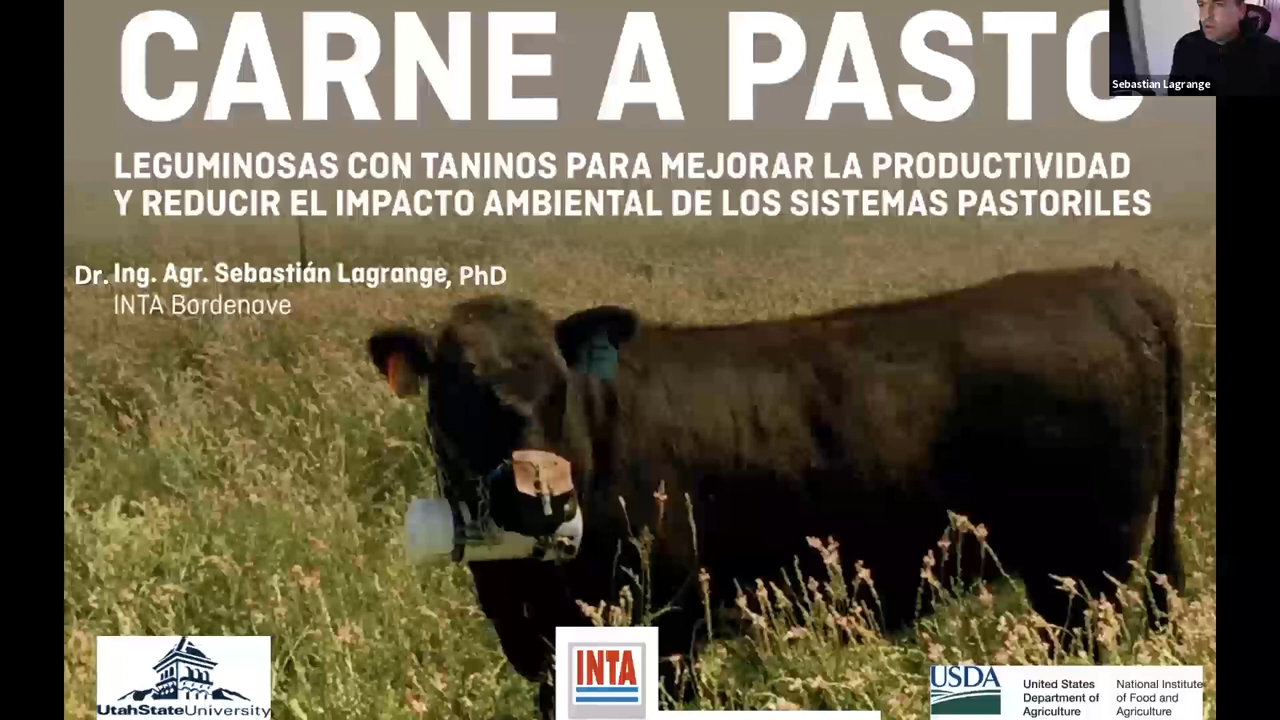 CARNE A PASTO
Sebastian Lagrange
LEGUMINOSAS CON TANINOS PARA MEJORAR LA PRODUCTIVIDAD
Y REDUCIR EL IMPACTO AMBIENTAL DE LOS SISTEMAS PASTORILES
Dr. Ing. Agr. Sebastián Lagrange, PhD
INTA Bordenave
UtahStateUniversity
INTA
USDA
United States
Department of
Agriculture
National Institute
of Food and
Agriculture